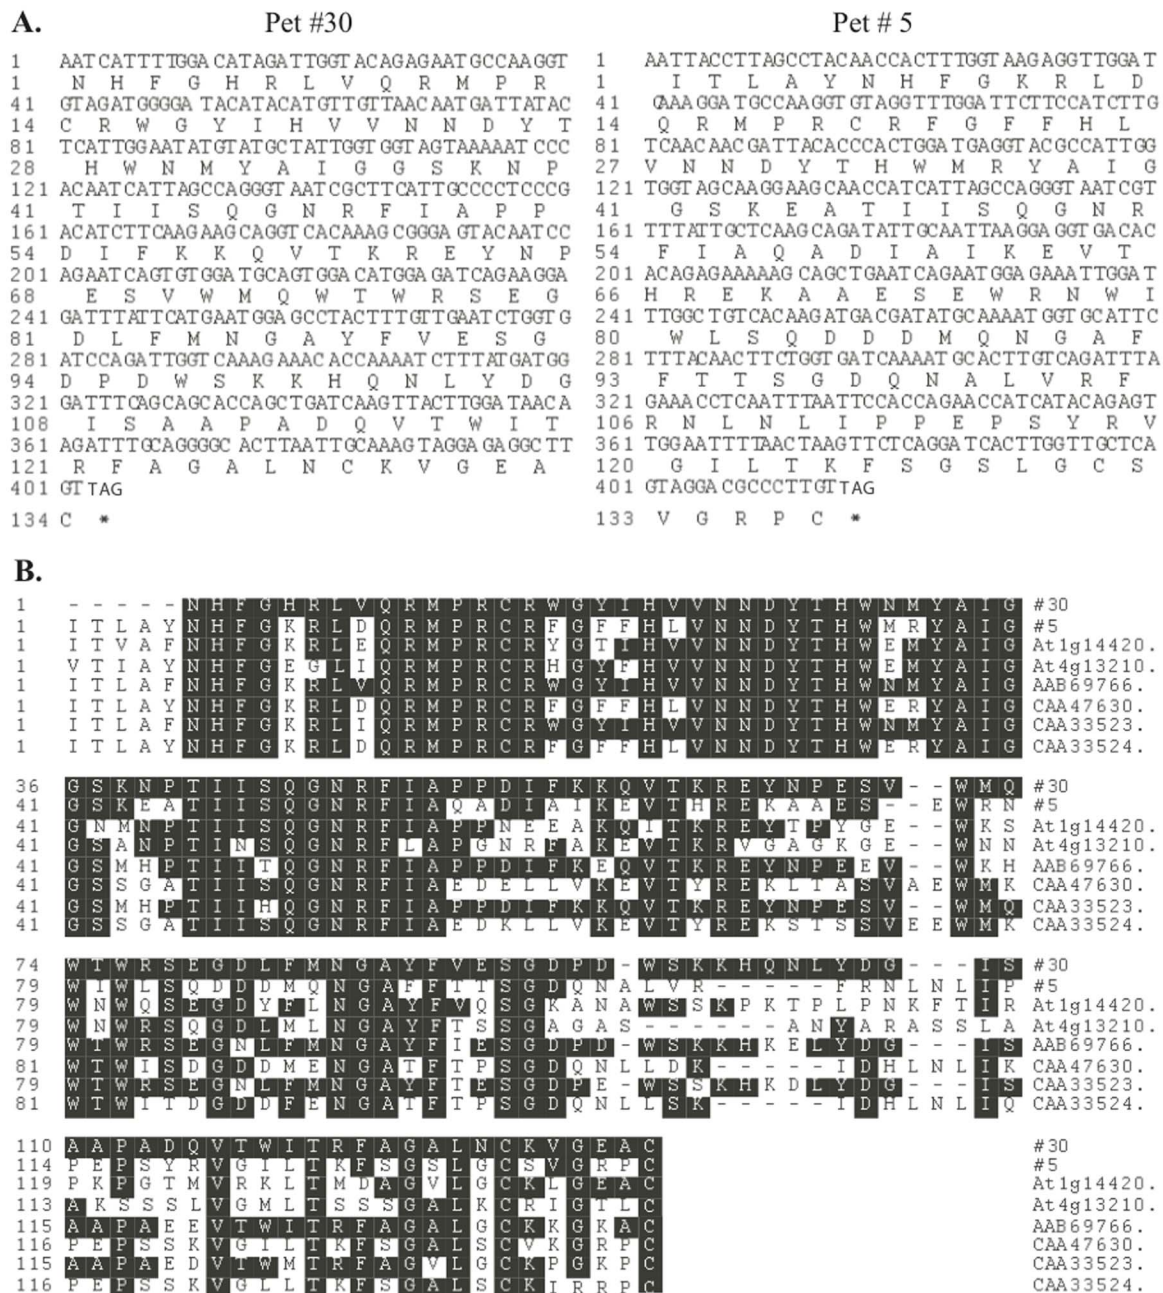 A.
Pet #30
1 AATCATTTTGGA CATAGATTGGTACAGAGAATGCCAAGGT
1 N H F G H R L V Q R M P R
41 GTAGATGGGGA TACATACATGTTGTTAACAATGATTATAC
14 C R W G Y I H V V N N D Y T
81 TCATTGGAATATGTATGCTATTGGTGGTAGTAAAAATCCC
28 H W N M Y A I G G S K N P
121 ACAATCATTAGCCAGGGTAATCGCTTCATTGCCCCTCCCG
41 T I I S Q G N R F I A P P
161 ACATCTTCAAGAAGCAGGTCACAAAGCGGGAGTACAATCC
54 D I F K K Q V T K R E Y N P
201 AGAATCAGTGTGGATGCAGTGGACATGGAGATCAGAAGGA
68 E S V W M Q W T W R S E G
241 GATTTATTCATGAATGGAGCCTACTTTGTTGAATCTGGTG
81 D L F M N G A Y F V E S G
281 ATCCAGATTGGTCAAAGAAACACCAAAATCTTTATGATGG
94 D P D W S K K H Q N L Y D G
321 GATTTCAGCAGCACCAGCTGATCAAGTTACTTGGATAACA
108 I S A A P A D Q V T W I T
361 AGATTTGCAGGGGCACTTAATTGCAAAGTAGGAGAGGCTT
121 R F A G A L N C K V G E A
401 GTTAG
134 C *
Pet # 5
1 AATTACCTTAGCCTACAACCACTTTGGTAAGAGGTTGGAT
1 I T L A Y N H F G K R L D
41 CAAAGGATGCCAAGGTGTAGGTTTGGATTCTTCCATCTTG
14 Q R M P R C R F G F F H L
81 TCAACAACGATTACACCCACTGGATGAGGTACGCCATTGG
27 V N N D Y T H W M R Y A I G
121 TGGTAGCAAGGAAGCAACCATCATTAGCCAGGGTAATCGT
41 G S K E A T I I S Q G N R
161 TTTATTGCTCAAGCAGATATTGCAATTAAGGAGGTGACAC
54 F I A Q A D I A I K E V T
201 ACAGAGAAAAAGCAGCTGAATCAGAATGGAGAAATTGGAT
66 H R E K A A E S E W R N W I
241 TTGGCTGTCACAAGATGACGATATGCAAAATGGTGCATTC
80 W L S Q D D D M Q N G A F
281 TTTACAACTTCTGGTGATCAAAATGCACTTGTCAGATTTA
93 F T T S G D Q N A L V R F
321 GAAACCTCAATTTAATTCCACCAGAACCATCATACAGAGT
106 R N L N L I P P E P S Y R V
361 TGGAATTTTAACTAAGTTCTCAGGATCACTTGGTTGCTCA
120 G I L T K F S G S L G C S
401 GTAGGACGCCCTTGTTAG
133 V G R P C *
B.
1 - - - - - N H F G H R L V Q R M P R C R W G Y I H V V N N D Y T H W N M Y A I G #30
1 I T L A Y N H F G K R L D Q R M P R C R F G F F H L V N N D Y T H W M R Y A I G #5
1 I T V A F N H F G K R L E Q R M P R C R Y G T I H V V N N D Y T H W E M Y A I G At1g14420.
1 V T I A Y N H F G E G L I Q R M P R C R H G Y F H V V N N D Y T H W E M Y A I G At4g13210.
1 I T L A F N H F G K R L V Q R M P R C R W G Y I H V V N N D Y T H W N M Y A I G AAB69766.
1 I T L A Y N H F G K R L D Q R M P R C R F G F F H L V N N D Y T H W E R Y A I G CAA47630.
1 I T L A F N H F G K R L I Q R M P R C R W G Y I H V V N N D Y T H W N M Y A I G CAA33523.
1 I T L A Y N H F G K R L D Q R M P R C R F G F F H L V N N D Y T H W E R Y A I G CAA33524.
36 G S K N P T I I S Q G N R F I A P P D I F K K Q V T K R E Y N P E S V - - W M Q #30
41 G S K E A T I I S Q G N R F I A Q A D I A I K E V T H R E K A A E S - - E W R N #5
41 G N M N P T I I S Q G N R F I A P P N E E A K Q I T K R E Y T P Y G E - - W K S At1g14420.
41 G S A N P T I N S Q G N R F L A P G N R F A K E V T K R V G A G K G E - - W N N At4g13210.
41 G S M H P T I I T Q G N R F I A P P D I F K E Q V T K R E Y N P E E V - - W K H AAB69766.
41 G S S G A T I I S Q G N R F I A E D E L L V K E V T Y R E K L T A S V A E W M K CAA47630.
41 G S M H P T I I H Q G N R F I A P P D I F K K Q V T K R E Y N P E S V - - W M Q CAA33523.
41 G S S G A T I I S Q G N R F I A E D K L L V K E V T Y R E K S T S S V E E W M K CAA33524.
74 W T W R S E G D L F M N G A Y F V E S G D P D - W S K K H Q N L Y D G - - - I S #30
79 W I W L S Q D D D M Q N G A F F T T S G D Q N A L V R - - - - - F R N L N L I P #5
79 W N W Q S E G D Y F L N G A Y F V Q S G K A N A W S S K P K T P L P N K F T I R At1g14420.
79 W N W R S Q G D L M L N G A Y F T S S G A G A S - - - - - - A N Y A R A S S L A At4g13210.
79 W T W R S E G N L F M N G A Y F I E S G D P D - W S K K H K E L Y D G - - - I S AAB69766.
81 W T W I S D G D D M E N G A T F T P S G D Q N L L D K - - - - - I D H L N L I K CAA47630.
79 W T W R S E G N L F M N G A Y F T E S G D P E - W S S K H K D L Y D G - - - I S CAA33523.
81 W T W I T D G D D F E N G A T F T P S G D Q N L L S K - - - - - I D H L N L I Q CAA33524.
110 A A P A D Q V T W I T R F A G A L N C K V G E A C #30
114 P E P S Y R V G I L T K F S G S L G C S V G R P C #5
119 P K P G T M V R K L T M D A G V L G C K L G E A C At1g14420.
113 A K S S S L V G M L T S S S G A L K C R I G T L C At4g13210.
115 A A P A E E V T W I T R F A G A L G C K K G K A C AAB69766.
116 P E P S S K V G I L T K F S G A L S C V K G R P C CAA47630.
115 A A P A E D V T W M T R F A G V L G C K P G K P C CAA33523.
116 P E P S S K V G L L T K F S G A L S C K I R R P C CAA33524.